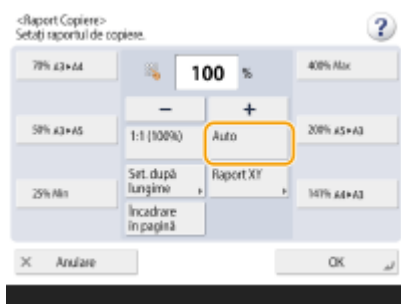 <Raport Copiere>
Setați raportul de copiere.
?
70% A3►A4
100 %
400% Max
- +
50% A3►A5
1:1 (100%)
Auto
200% A5►A3
25% Min
Set. după
lungime
Raport XY
141% A4►A3
Încadrare
în pagină
× Anulare
OK